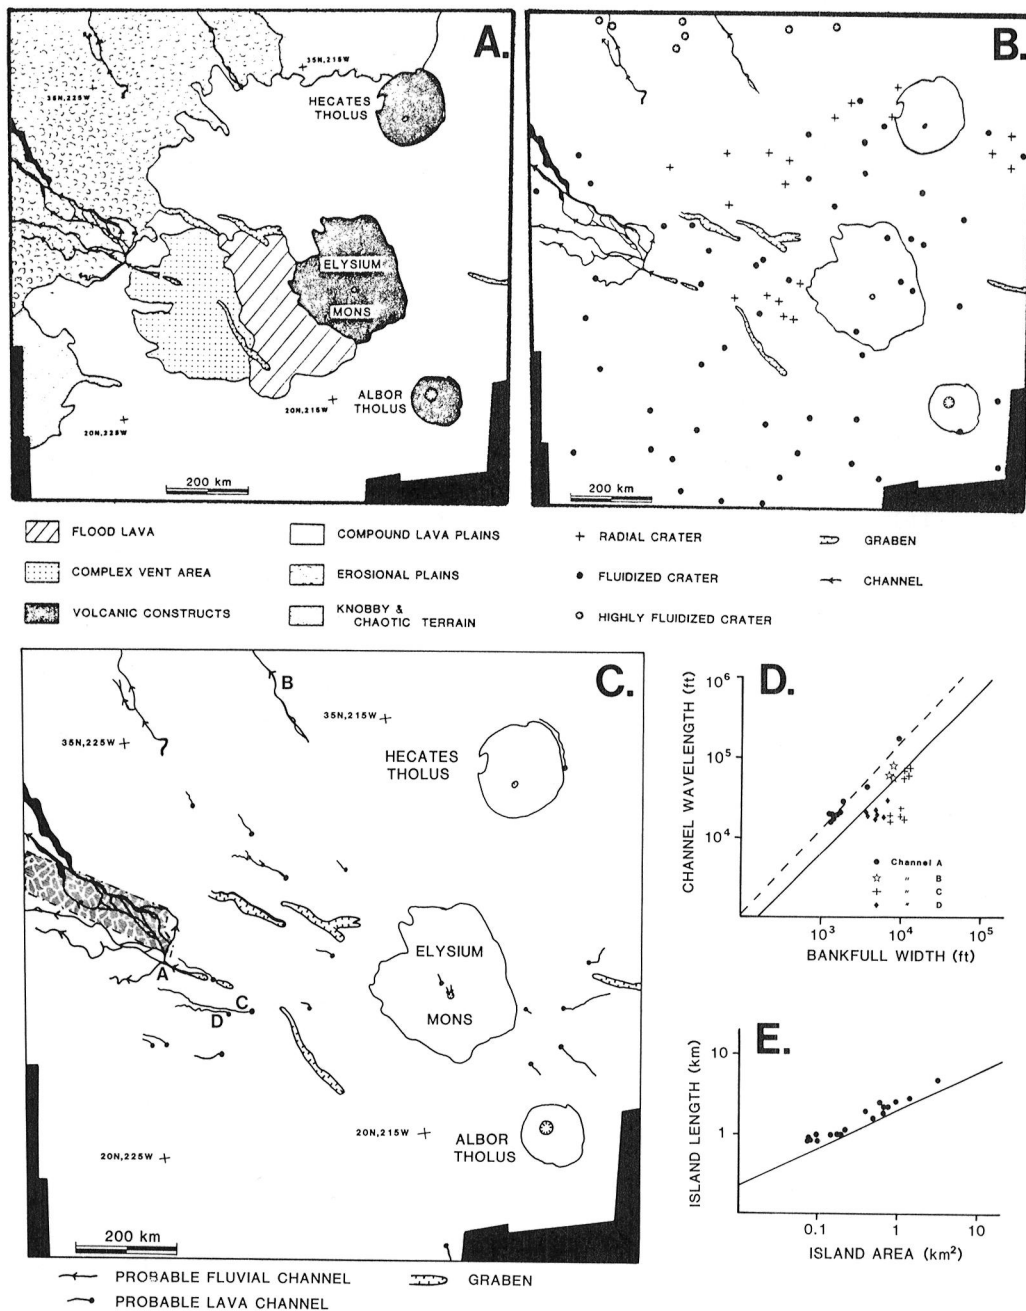 A.
35N,215W
35N,225W
HECATES
THOLUS
ELYSIUM
MONS
ALBOR
THOLUS
20N,215W
20N,225W
200 km
B.
200 km
FLOOD LAVA
COMPLEX VENT AREA
VOLCANIC CONSTRUCTS
COMPOUND LAVA PLAINS
EROSIONAL PLAINS
KNOBBY &
CHAOTIC TERRAIN
+ RADIAL CRATER
FLUIDIZED CRATER
HIGHLY FLUIDIZED CRATER
GRABEN
CHANNEL
C.
B
35N,215W
35N,225W
HECATES
THOLUS
ELYSIUM
MONS
A
C
D
20N,215W
20N,225W
ALBOR
THOLUS
200 km
PROBABLE FLUVIAL CHANNEL
PROBABLE LAVA CHANNEL
GRABEN
D.
CHANNEL WAVELENGTH (ft)
10⁶
10⁵
10⁴
Channel A
" B
" C
" D
10³ 10⁴ 10⁵
BANKFULL WIDTH (ft)
E.
ISLAND LENGTH (km)
10
1
0.1 1 10
ISLAND AREA (km²)